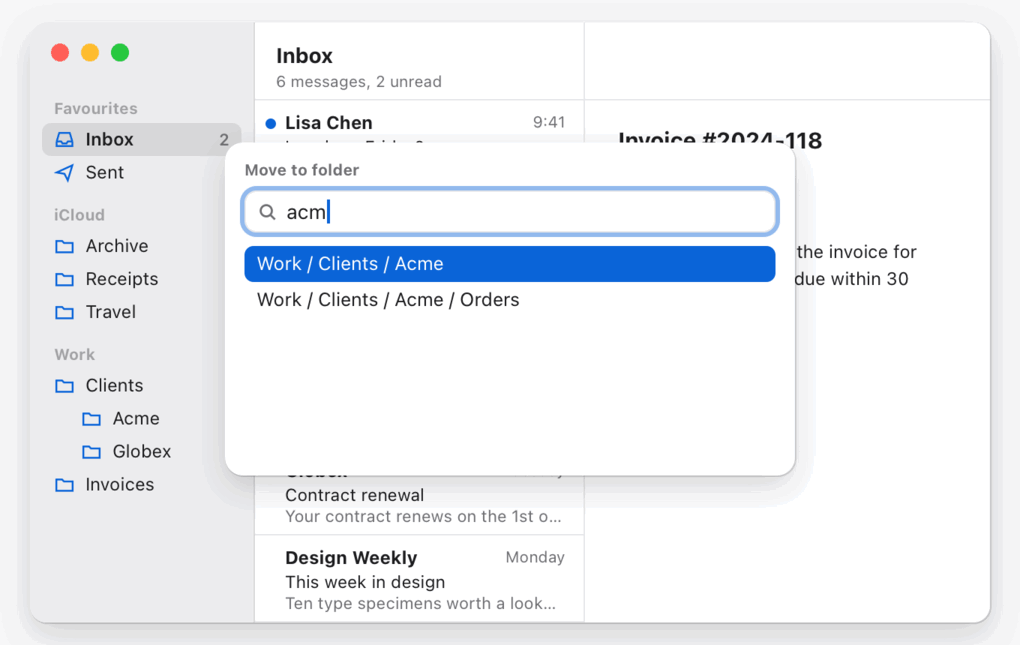 Favourites
Inbox 2
Sent
iCloud
Archive
Receipts
Travel
Work
Clients
Acme
Globex
Invoices
Inbox
6 messages, 2 unread
Lisa Chen 9:41
Move to folder
acm
Work / Clients / Acme
Work / Clients / Acme / Orders
Contract renewal
Your contract renews on the 1st o...
Design Weekly Monday
This week in design
Ten type specimens worth a look...
Invoice #2024-118
the invoice for
due within 30